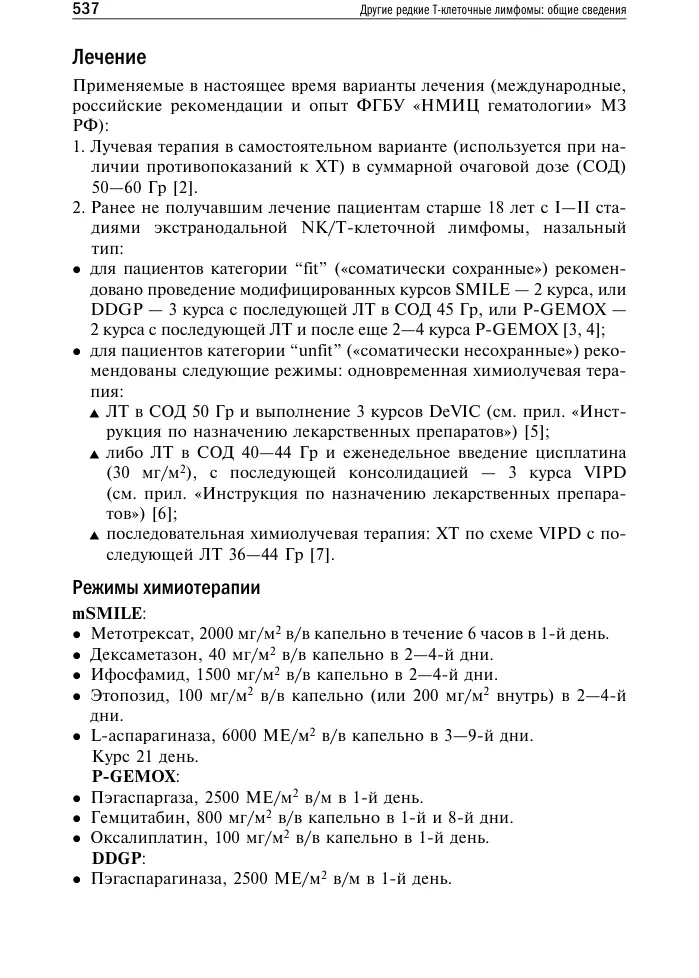 537
Другие редкие Т-клеточные лимфомы: общие сведения
Лечение
Применяемые в настоящее время варианты лечения (международные,
российские рекомендации и опыт ФГБУ «НМИЦ гематологии» МЗ
РФ):
1. Лучевая терапия в самостоятельном варианте (используется при на-
личии противопоказаний к ХТ) в суммарной очаговой дозе (СОД)
50—60 Гр [2].
2. Ранее не получавшим лечение пациентам старше 18 лет с I—II ста-
диями экстранодальной NK/T-клеточной лимфомы, назальный
тип:
● для пациентов категории “fit” («соматически сохранные») рекомен-
довано проведение модифицированных курсов SMILE — 2 курса, или
DDGP — 3 курса с последующей ЛТ в СОД 45 Гр, или P-GEMOX —
2 курса с последующей ЛТ и после еще 2—4 курса P-GEMOX [3, 4];
● для пациентов категории “unfit” («соматически несохранные») реко-
мендованы следующие режимы: одновременная химиолучевая тера-
пия:
▲ ЛТ в СОД 50 Гр и выполнение 3 курсов DeVIC (см. прил. «Инст-
рукция по назначению лекарственных препаратов») [5];
▲ либо ЛТ в СОД 40—44 Гр и еженедельное введение цисплатина
(30 мг/м²), с последующей консолидацией — 3 курса VIPD
(см. прил. «Инструкция по назначению лекарственных препара-
тов») [6];
▲ последовательная химиолучевая терапия: ХТ по схеме VIPD с по-
следующей ЛТ 36—44 Гр [7].
Режимы химиотерапии
mSMILE:
● Метотрексат, 2000 мг/м² в/в капельно в течение 6 часов в 1-й день.
● Дексаметазон, 40 мг/м² в/в капельно в 2—4-й дни.
● Ифосфамид, 1500 мг/м² в/в капельно в 2—4-й дни.
● Этопозид, 100 мг/м² в/в капельно (или 200 мг/м² внутрь) в 2—4-й
дни.
● L-аспарагиназа, 6000 МЕ/м² в/в капельно в 3—9-й дни.
Курс 21 день.
P-GEMOX:
● Пэгаспаргаза, 2500 МЕ/м² в/м в 1-й день.
● Гемцитабин, 800 мг/м² в/в капельно в 1-й и 8-й дни.
● Оксалиплатин, 100 мг/м² в/в капельно в 1-й день.
DDGP:
● Пэгаспарагиназа, 2500 МЕ/м² в/м в 1-й день.